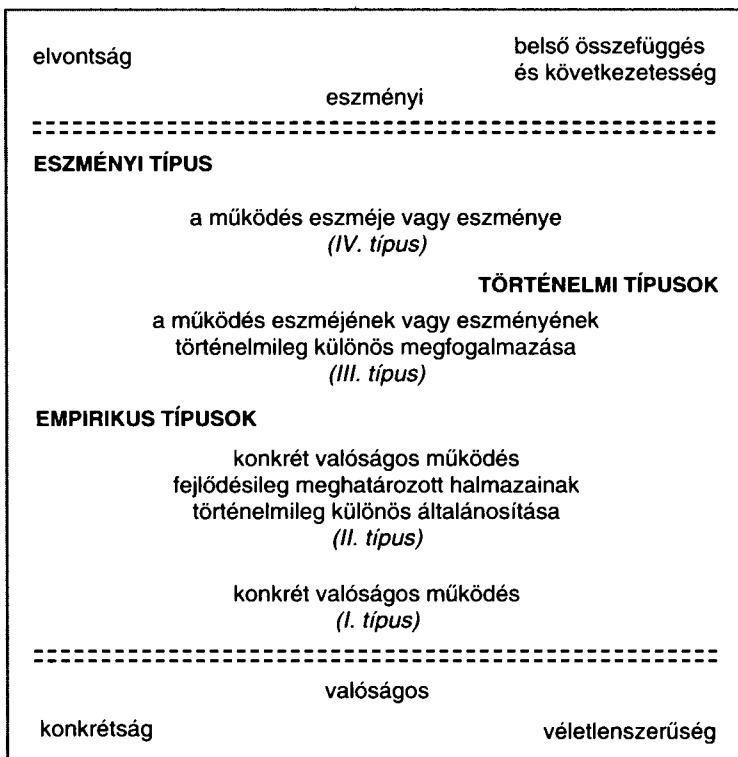 elvontság
belső összefüggés
és következetesség
eszményi
ESZMÉNYI TÍPUS
a működés eszméje vagy eszménye
(IV. típus)
TÖRTÉNELMI TÍPUSOK
a működés eszméjének vagy eszményének
történelmileg különös megfogalmazása
(III. típus)
EMPIRIKUS TÍPUSOK
konkrét valóságos működés
fejlődésileg meghatározott halmazainak
történelmileg különös általánosítása
(II. típus)
konkrét valóságos működés
(I. típus)
valóságos
konkrétság
véletlenszerűség